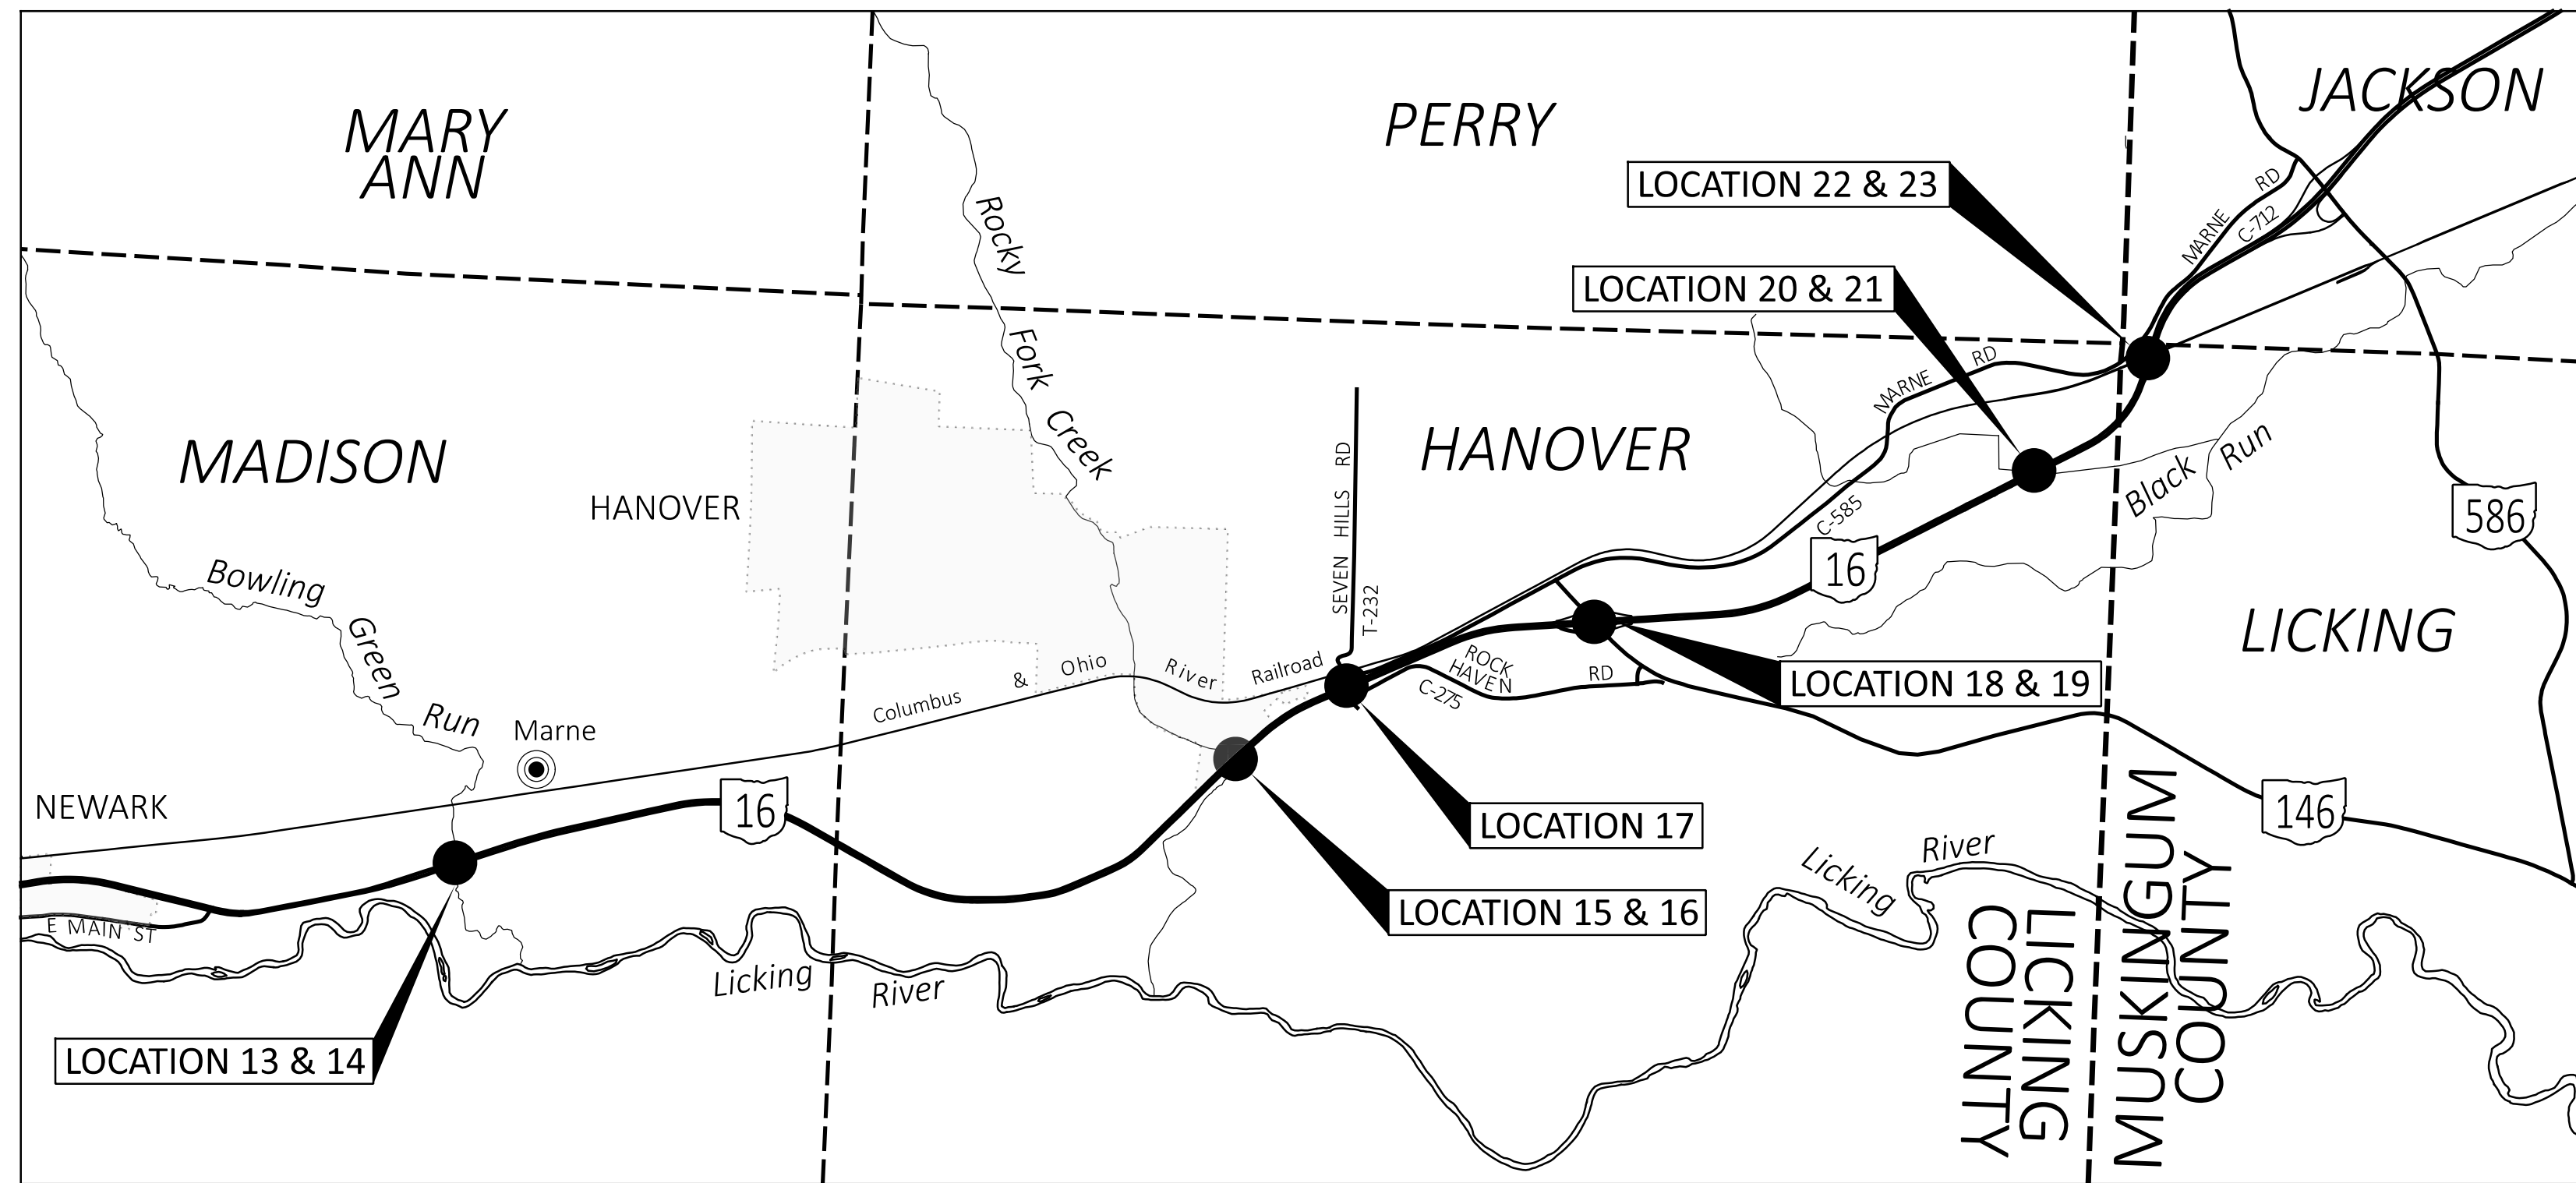 MARY
ANN
PERRY
JACKSON
LOCATION 22 & 23
MARNE RD
C-712
Rocky Fork Creek
LOCATION 20 & 21
MARNE RD
MADISON
HANOVER
HANOVER
SEVEN HILLS RD
T-232
C-585
Black Run
586
16
Bowling Green Run
LICKING
Columbus & Ohio River Railroad
ROCK
HAVEN RD
C-275
LOCATION 18 & 19
Marne
NEWARK
16
LOCATION 17
146
E MAIN ST
LOCATION 15 & 16
Licking River
Licking River
LICKING
COUNTY
MUSKINGUM
COUNTY
LOCATION 13 & 14